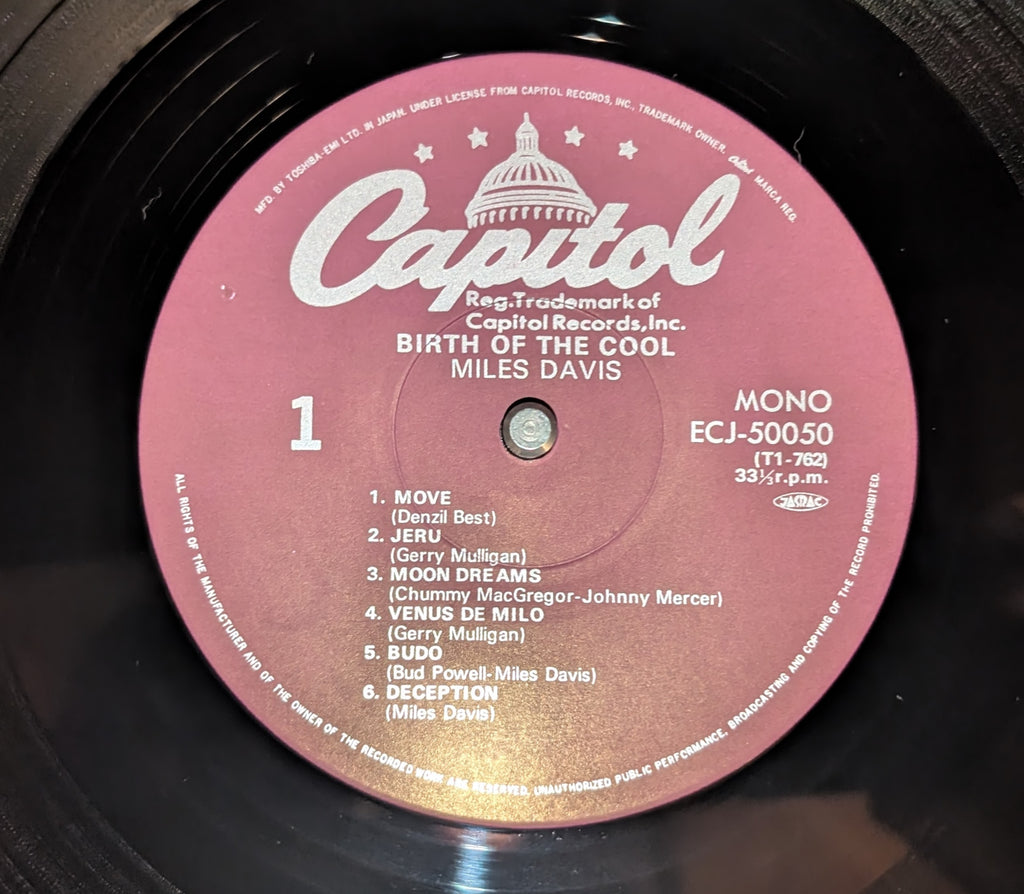 MFD. BY TOSHIBA-EMI LTD. IN JAPAN. UNDER LICENSE FROM CAPITOL RECORDS, INC., TRADEMARK OWNER. Capitol MARCA REG.
Capitol
Reg.Trademark of
Capitol Records,Inc.
BIRTH OF THE COOL
MILES DAVIS
1
MONO
ECJ-50050
(T1-762)
33⅓r.p.m.
JASRAC
1. MOVE
(Denzil Best)
2. JERU
(Gerry Mulligan)
3. MOON DREAMS
(Chummy MacGregor-Johnny Mercer)
4. VENUS DE MILO
(Gerry Mulligan)
5. BUDO
(Bud Powell-Miles Davis)
6. DECEPTION
(Miles Davis)
ALL RIGHTS OF THE MANUFACTURER AND OF THE OWNER OF THE RECORDED WORK ARE RESERVED. UNAUTHORIZED PUBLIC PERFORMANCE, BROADCASTING AND COPYING OF THE RECORD PROHIBITED.